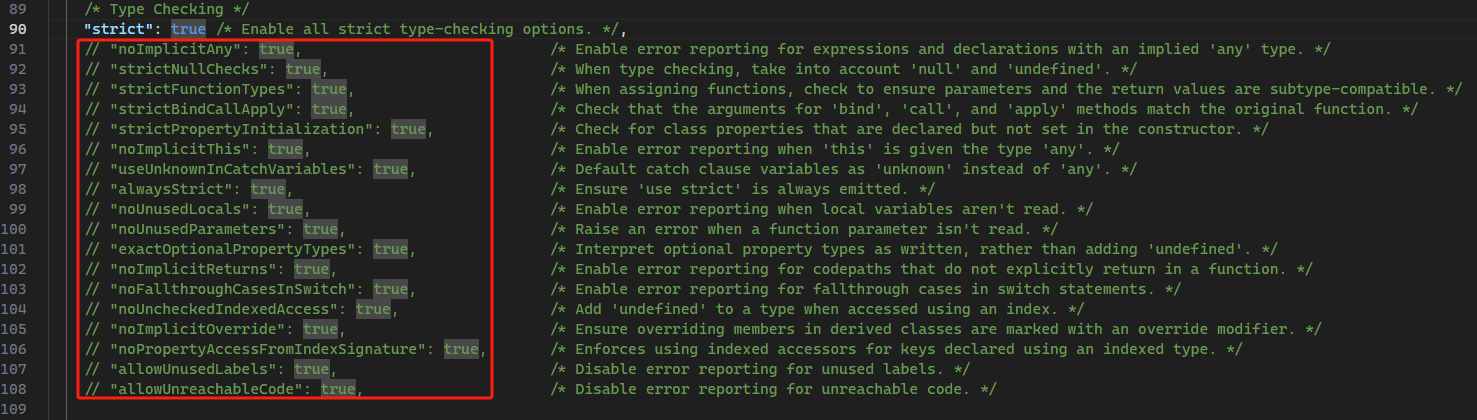 89 /* Type Checking */
90 "strict": true /* Enable all strict type-checking options. */,
91 // "noImplicitAny": true, /* Enable error reporting for expressions and declarations with an implied 'any' type. */
92 // "strictNullChecks": true, /* When type checking, take into account 'null' and 'undefined'. */
93 // "strictFunctionTypes": true, /* When assigning functions, check to ensure parameters and the return values are subtype-compatible. */
94 // "strictBindCallApply": true, /* Check that the arguments for 'bind', 'call', and 'apply' methods match the original function. */
95 // "strictPropertyInitialization": true, /* Check for class properties that are declared but not set in the constructor. */
96 // "noImplicitThis": true, /* Enable error reporting when 'this' is given the type 'any'. */
97 // "useUnknownInCatchVariables": true, /* Default catch clause variables as 'unknown' instead of 'any'. */
98 // "alwaysStrict": true, /* Ensure 'use strict' is always emitted. */
99 // "noUnusedLocals": true, /* Enable error reporting when local variables aren't read. */
100 // "noUnusedParameters": true, /* Raise an error when a function parameter isn't read. */
101 // "exactOptionalPropertyTypes": true, /* Interpret optional property types as written, rather than adding 'undefined'. */
102 // "noImplicitReturns": true, /* Enable error reporting for codepaths that do not explicitly return in a function. */
103 // "noFallthroughCasesInSwitch": true, /* Enable error reporting for fallthrough cases in switch statements. */
104 // "noUncheckedIndexedAccess": true, /* Add 'undefined' to a type when accessed using an index. */
105 // "noImplicitOverride": true, /* Ensure overriding members in derived classes are marked with an override modifier. */
106 // "noPropertyAccessFromIndexSignature": true, /* Enforces using indexed accessors for keys declared using an indexed type. */
107 // "allowUnusedLabels": true, /* Disable error reporting for unused labels. */
108 // "allowUnreachableCode": true, /* Disable error reporting for unreachable code. */
109